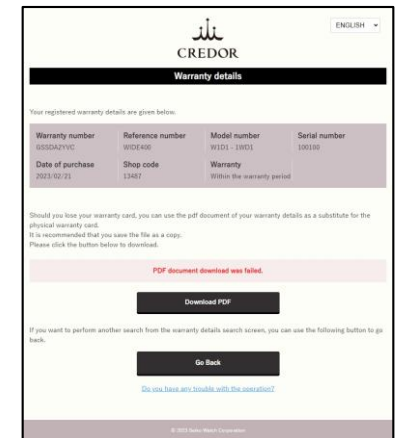 ENGLISH
CREDOR
Warranty details
Your registered warranty details are given below.
Warranty number Reference number Model number Serial number
GSSDA2YVC WIDEX00 W1D1 - 1WD1 100100
Date of purchase Shop code Warranty
2023/02/21 13487 Within the warranty period
Should you lose your warranty card, you can use the pdf document of your warranty details as a substitute for the
physical warranty card.
It is recommended that you save the file as a copy.
Please click the button below to download.
PDF document download was failed.
Download PDF
If you want to perform another search from the warranty details search screen, you can use the following button to go
back.
Go Back
Do you have any trouble with the operation?
Watch Corporation